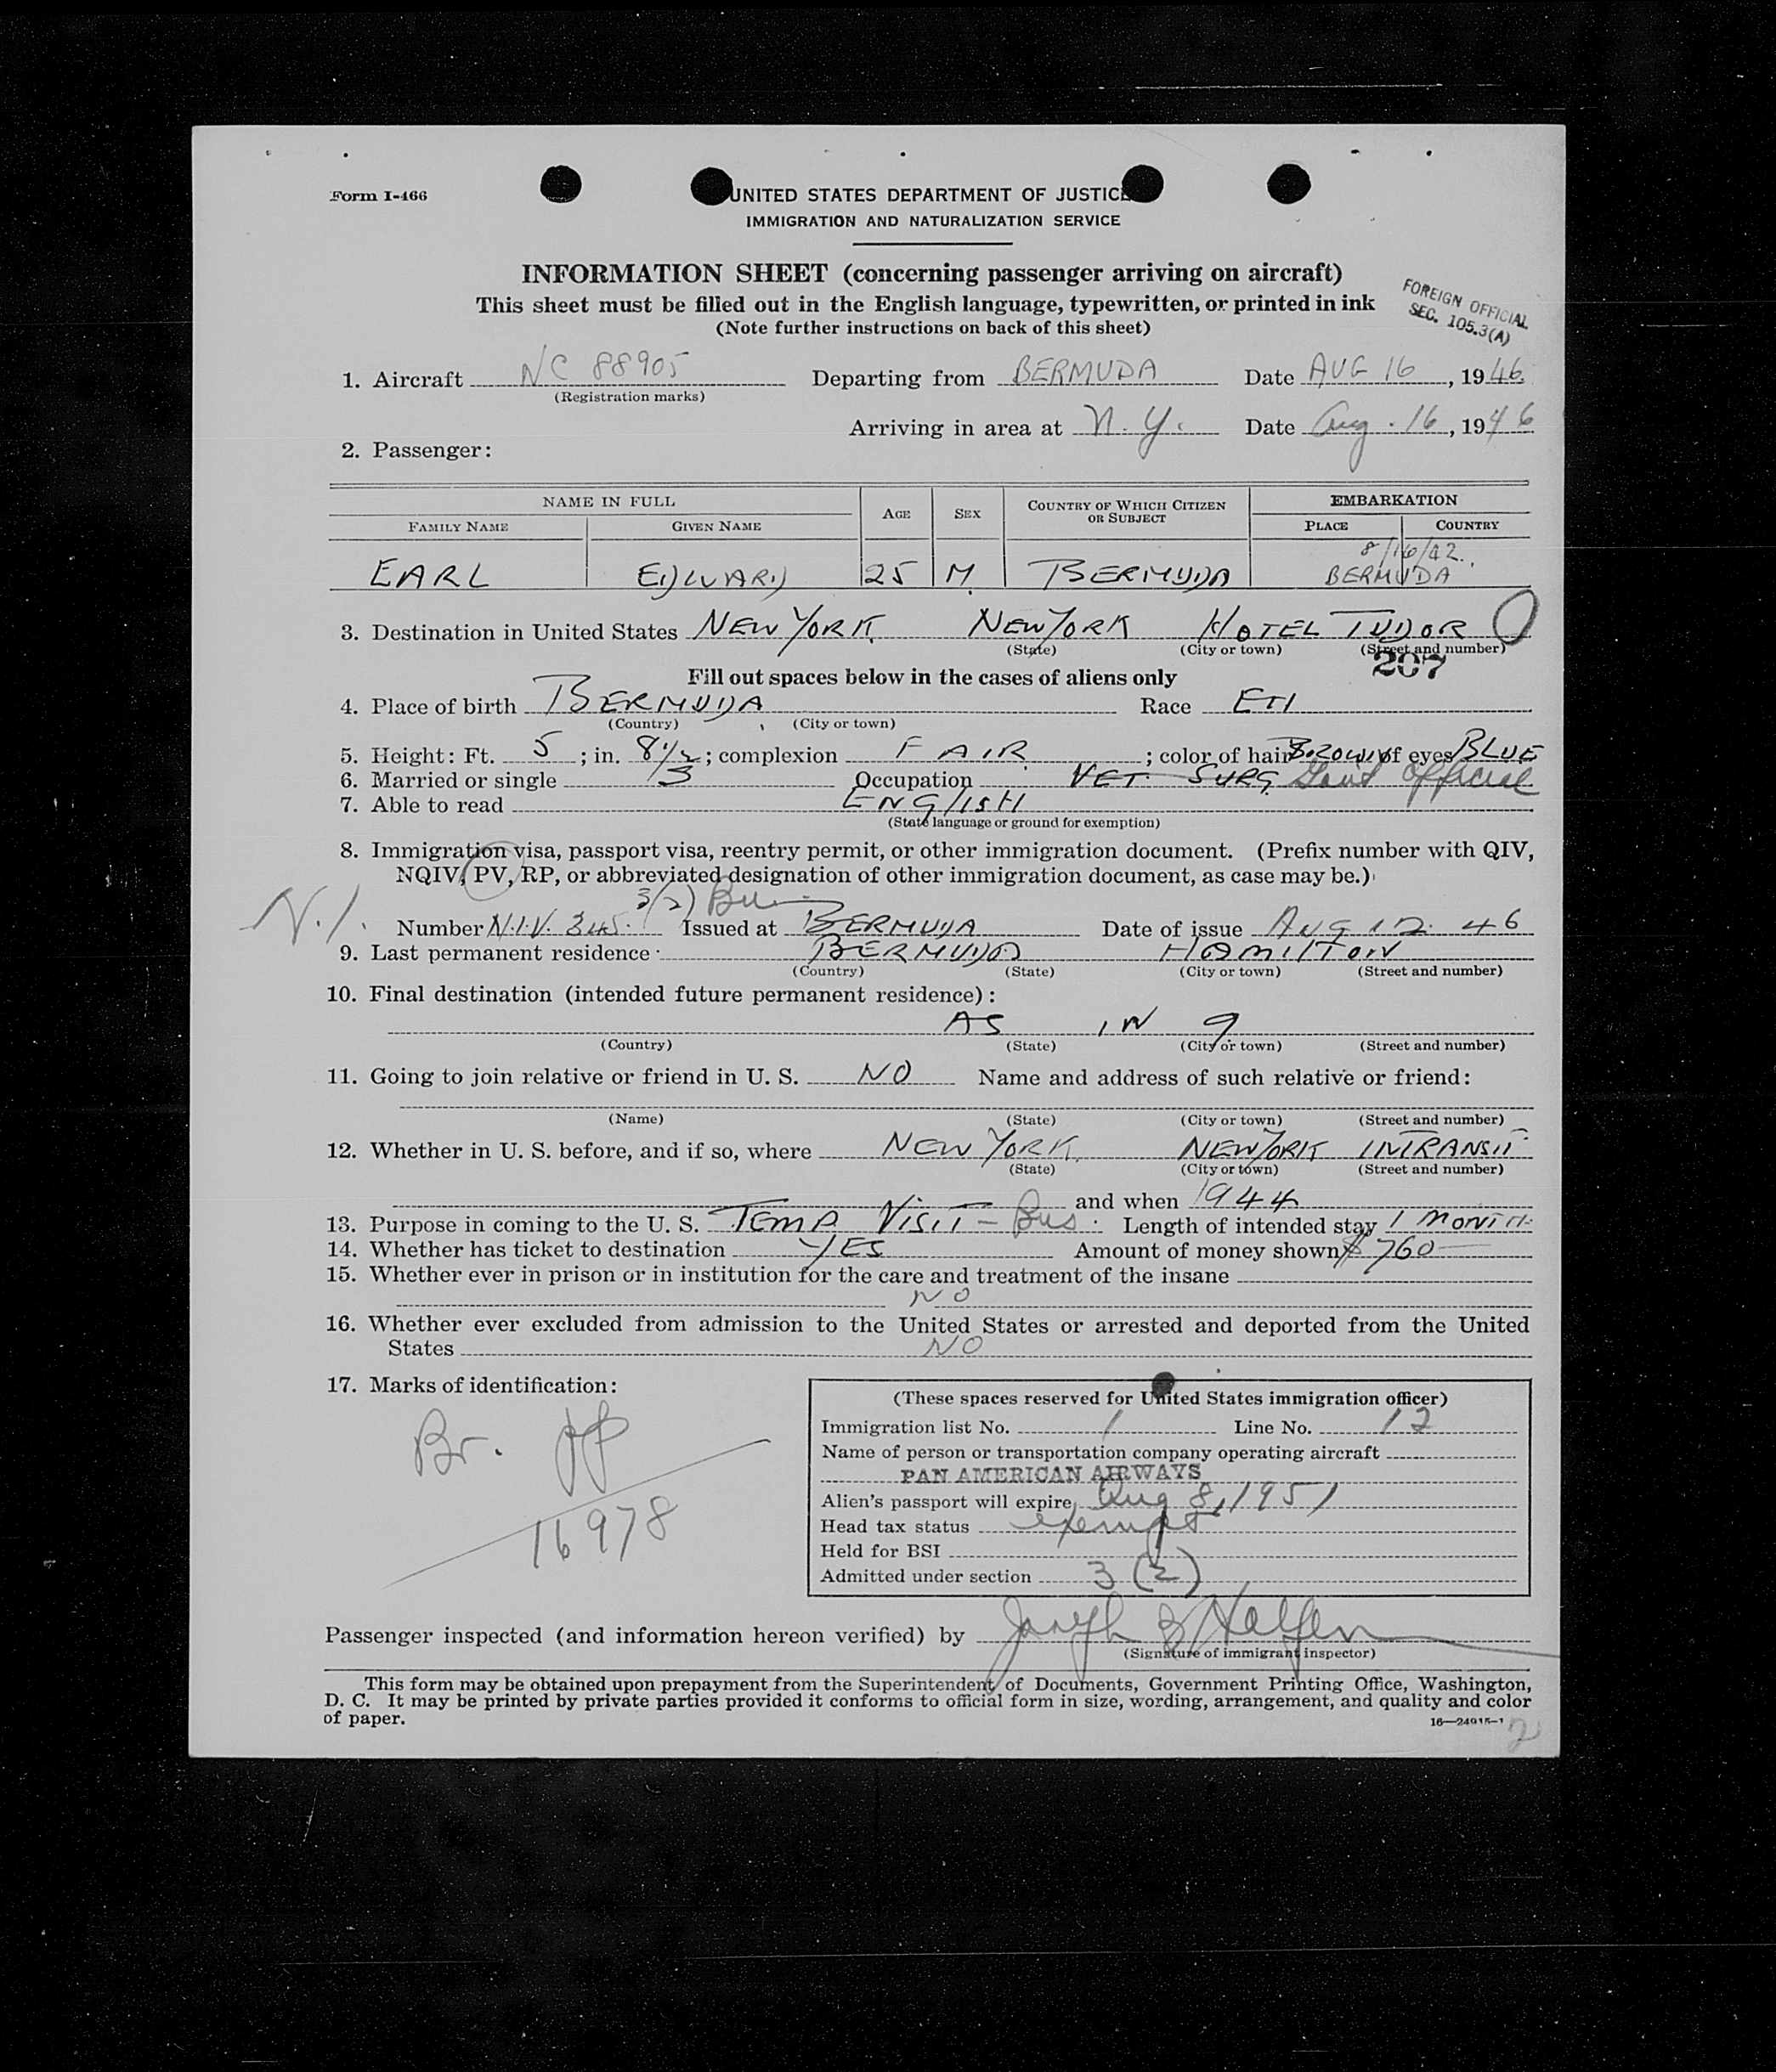 Form I-466
UNITED STATES DEPARTMENT OF JUSTICE
IMMIGRATION AND NATURALIZATION SERVICE
INFORMATION SHEET (concerning passenger arriving on aircraft)
This sheet must be filled out in the English language, typewritten, or printed in ink
(Note further instructions on back of this sheet)
FOREIGN OFFICIAL
SEC. 105.3(A)
1. Aircraft NC 88905 Departing from BERMUDA Date AUG 16, 1946
(Registration marks)
Arriving in area at N.Y. Date Aug. 16, 1946
2. Passenger:
NAME IN FULL AGE SEX COUNTRY OF WHICH CITIZEN OR SUBJECT EMBARKATION
FAMILY NAME GIVEN NAME PLACE COUNTRY
8/16/42
EARL EDWARD 25 M. BERMUDA BERMUDA
3. Destination in United States NEW YORK NEW YORK HOTEL TUDOR
(State) (City or town) (Street and number)
207
Fill out spaces below in the cases of aliens only
4. Place of birth BERMUDA Race
(Country) (City or town)
5. Height: Ft. 5; in. 8 1/2; complexion FAIR; color of hair BROWN of eyes BLUE
6. Married or single S Occupation VET. SURG. Govt Official
7. Able to read ENGLISH
(State language or ground for exemption)
8. Immigration visa, passport visa, reentry permit, or other immigration document. (Prefix number with QIV,
NQIV, PV, RP, or abbreviated designation of other immigration document, as case may be.)
3(2)
N.I. Number N.I.V. 345. Issued at BERMUDA Date of issue AUG 12. 46
9. Last permanent residence BERMUDA HAMILTON
(Country) (State) (City or town) (Street and number)
10. Final destination (intended future permanent residence):
AS IN 9
(Country) (State) (City or town) (Street and number)
11. Going to join relative or friend in U. S. NO Name and address of such relative or friend:
(Name) (State) (City or town) (Street and number)
12. Whether in U. S. before, and if so, where NEW YORK NEW YORK INTRANSIT
(State) (City or town) (Street and number)
and when 1944
13. Purpose in coming to the U. S. TEMP. VISIT - Bus. Length of intended stay 1 MONTH
14. Whether has ticket to destination YES Amount of money shown $760
15. Whether ever in prison or in institution for the care and treatment of the insane
NO
16. Whether ever excluded from admission to the United States or arrested and deported from the United
States NO
17. Marks of identification:
Br. PP
16978
(These spaces reserved for United States immigration officer)
Immigration list No. 1 Line No. 12
Name of person or transportation company operating aircraft
PAN AMERICAN AIRWAYS
Alien's passport will expire Aug 8, 1951
Head tax status exempt
Held for BSI
Admitted under section 3(2)
Passenger inspected (and information hereon verified) by Joseph
(Signature of immigrant inspector)
This form may be obtained upon prepayment from the Superintendent of Documents, Government Printing Office, Washington,
D. C. It may be printed by private parties provided it conforms to official form in size, wording, arrangement, and quality and color
of paper.
16—24915-1
2